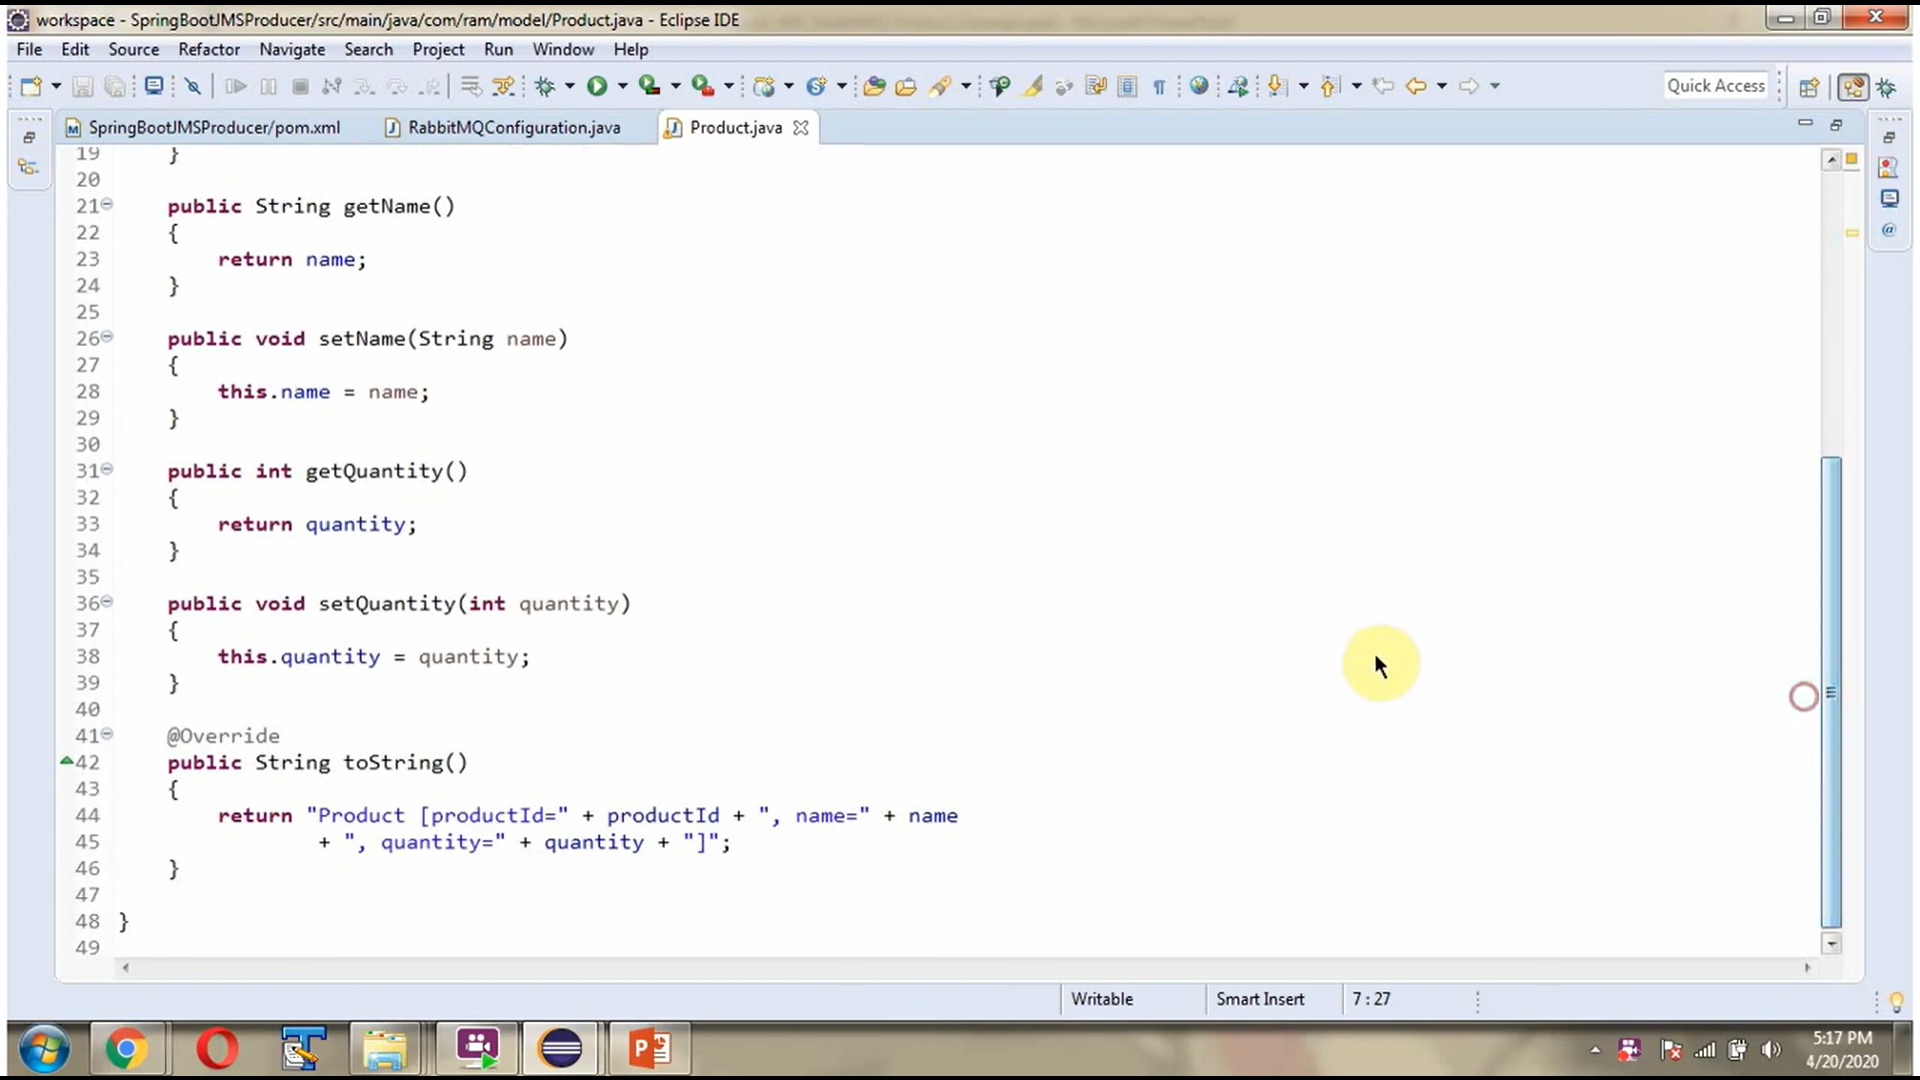 workspace - SpringBootJMSProducer/src/main/java/com/ram/model/Product.java - Eclipse IDE
File Edit Source Refactor Navigate Search Project Run Window Help
Quick Access
SpringBootJMSProducer/pom.xml RabbitMQConfiguration.java Product.java
19 }
20
21 public String getName()
22 {
23 return name;
24 }
25
26 public void setName(String name)
27 {
28 this.name = name;
29 }
30
31 public int getQuantity()
32 {
33 return quantity;
34 }
35
36 public void setQuantity(int quantity)
37 {
38 this.quantity = quantity;
39 }
40
41 @Override
42 public String toString()
43 {
44 return "Product [productId=" + productId + ", name=" + name
45 + ", quantity=" + quantity + "]";
46 }
47
48 }
49
Writable Smart Insert 7 : 27
5:17 PM
4/20/2020